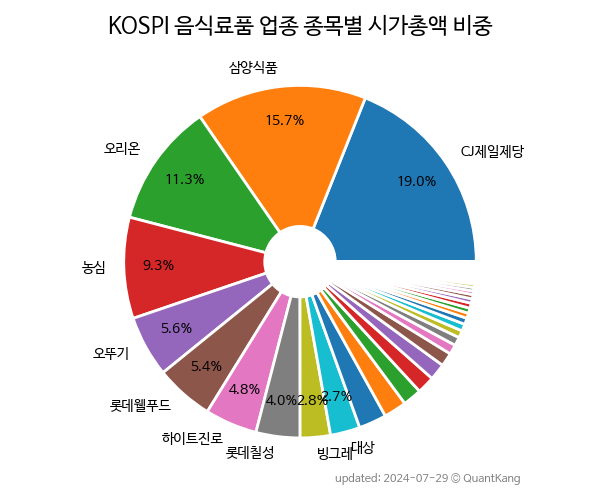 KOSPI 음식료품 업종 종목별 시가총액 비중
삼양식품
CJ제일제당
오리온
15.7%
19.0%
11.3%
농심
9.3%
5.6%
오뚜기
5.4%
4.8%
4.0%
2.8%
2.7%
롯데웰푸드
하이트진로
롯데칠성
빙그레
대상
updated: 2024-07-29 © QuantKang